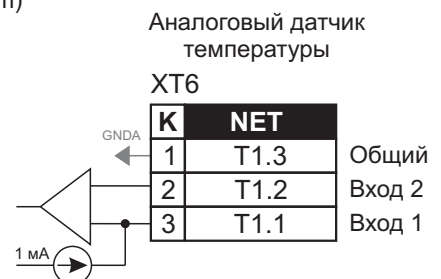 п)
Аналоговый датчик
температуры
XT6
K NET
GNDA
1 T1.3 Общий
2 T1.2 Вход 2
3 T1.1 Вход 1
1 мА